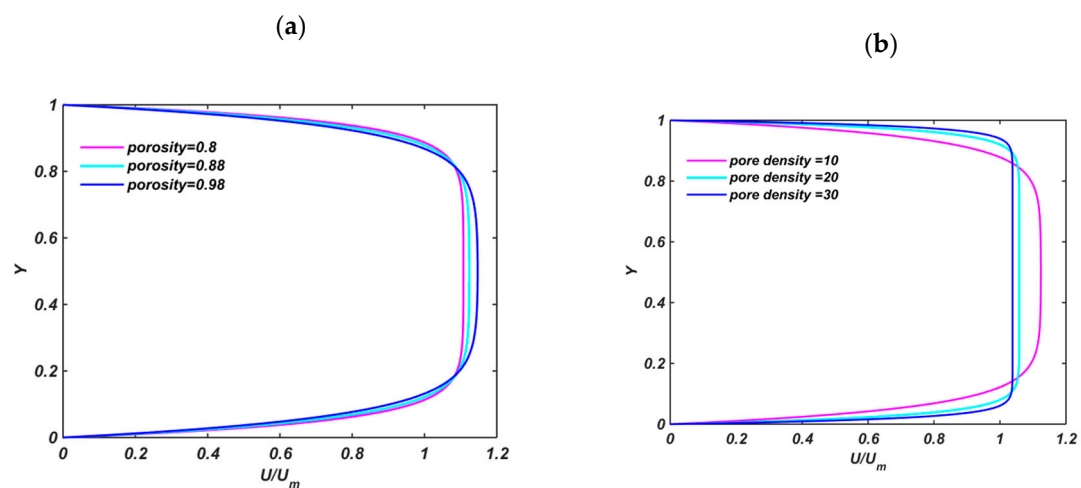 (a)
1
0.8
0.6
0.4
0.2
0
Y
porosity=0.8
porosity=0.88
porosity=0.98
0 0.2 0.4 0.6 0.8 1 1.2
U/Um
(b)
1
0.8
0.6
0.4
0.2
0
Y
pore density =10
pore density =20
pore density =30
0 0.2 0.4 0.6 0.8 1 1.2
U/Um